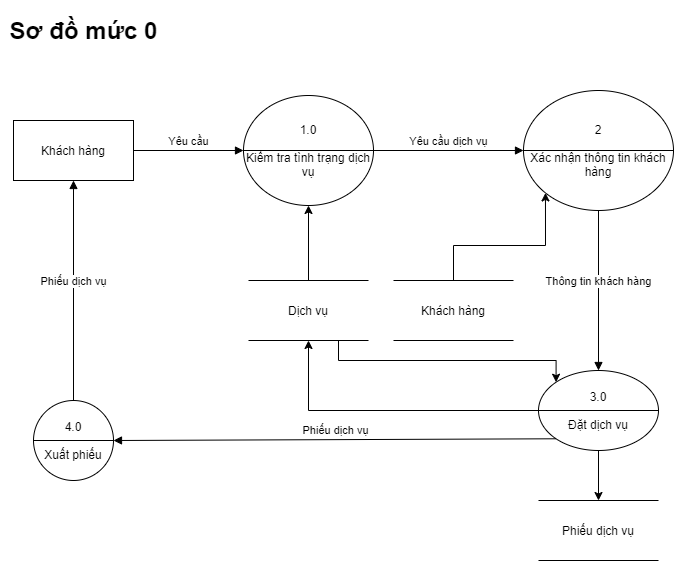 Sơ đồ mức 0
1.0
2
Khách hàng
Yêu cầu
Kiểm tra tình trạng dịch
vụ
Yêu cầu dịch vụ
Xác nhận thông tin khách
hàng
Phiếu dịch vụ
Thông tin khách hàng
Dịch vụ
Khách hàng
3.0
Đặt dịch vụ
4.0
Xuất phiếu
Phiếu dịch vụ
Phiếu dịch vụ